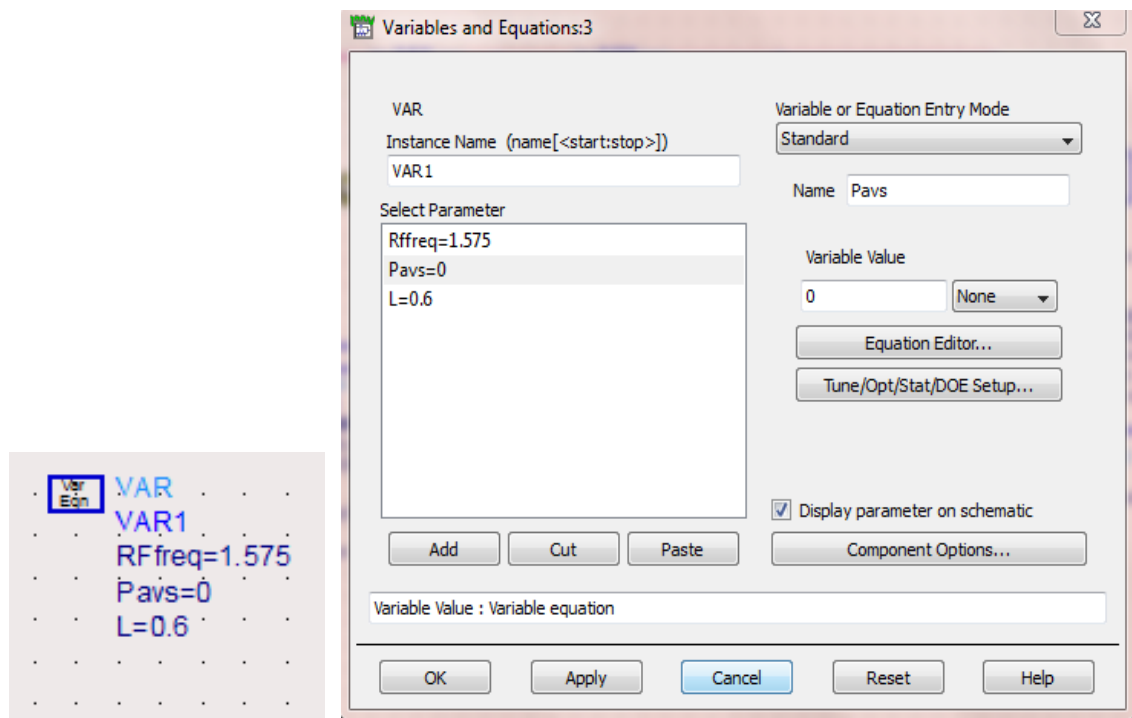 Var
Eqn
VAR
VAR1
RFfreq=1.575
Pavs=0
L=0.6
Variables and Equations:3
VAR
Instance Name (name[<start:stop>])
VAR1
Select Parameter
Rffreq=1.575
Pavs=0
L=0.6
Add Cut Paste
Variable or Equation Entry Mode
Standard
Name Pavs
Variable Value
0 None
Equation Editor...
Tune/Opt/Stat/DOE Setup...
Display parameter on schematic
Component Options...
Variable Value : Variable equation
OK Apply Cancel Reset Help